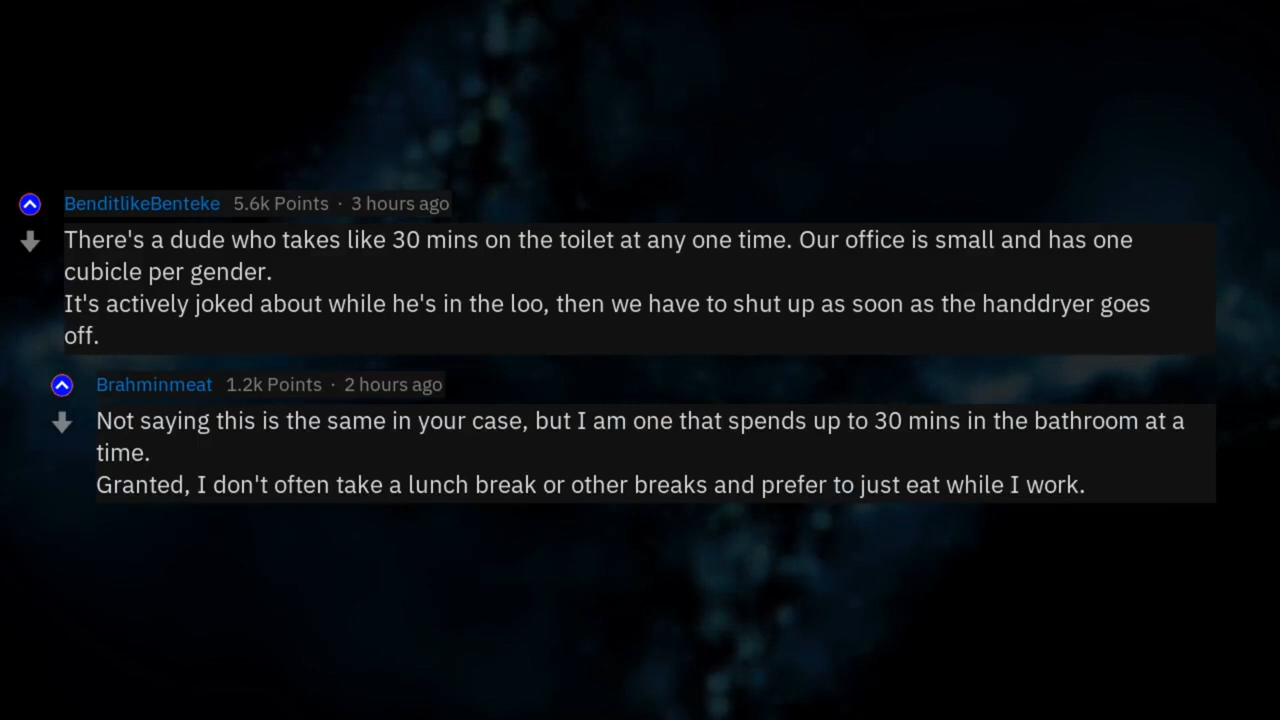 BenditlikeBenteke 5.6k Points · 3 hours ago
There's a dude who takes like 30 mins on the toilet at any one time. Our office is small and has one
cubicle per gender.
It's actively joked about while he's in the loo, then we have to shut up as soon as the handdryer goes
off.
Brahminmeat 1.2k Points · 2 hours ago
Not saying this is the same in your case, but I am one that spends up to 30 mins in the bathroom at a
time.
Granted, I don't often take a lunch break or other breaks and prefer to just eat while I work.